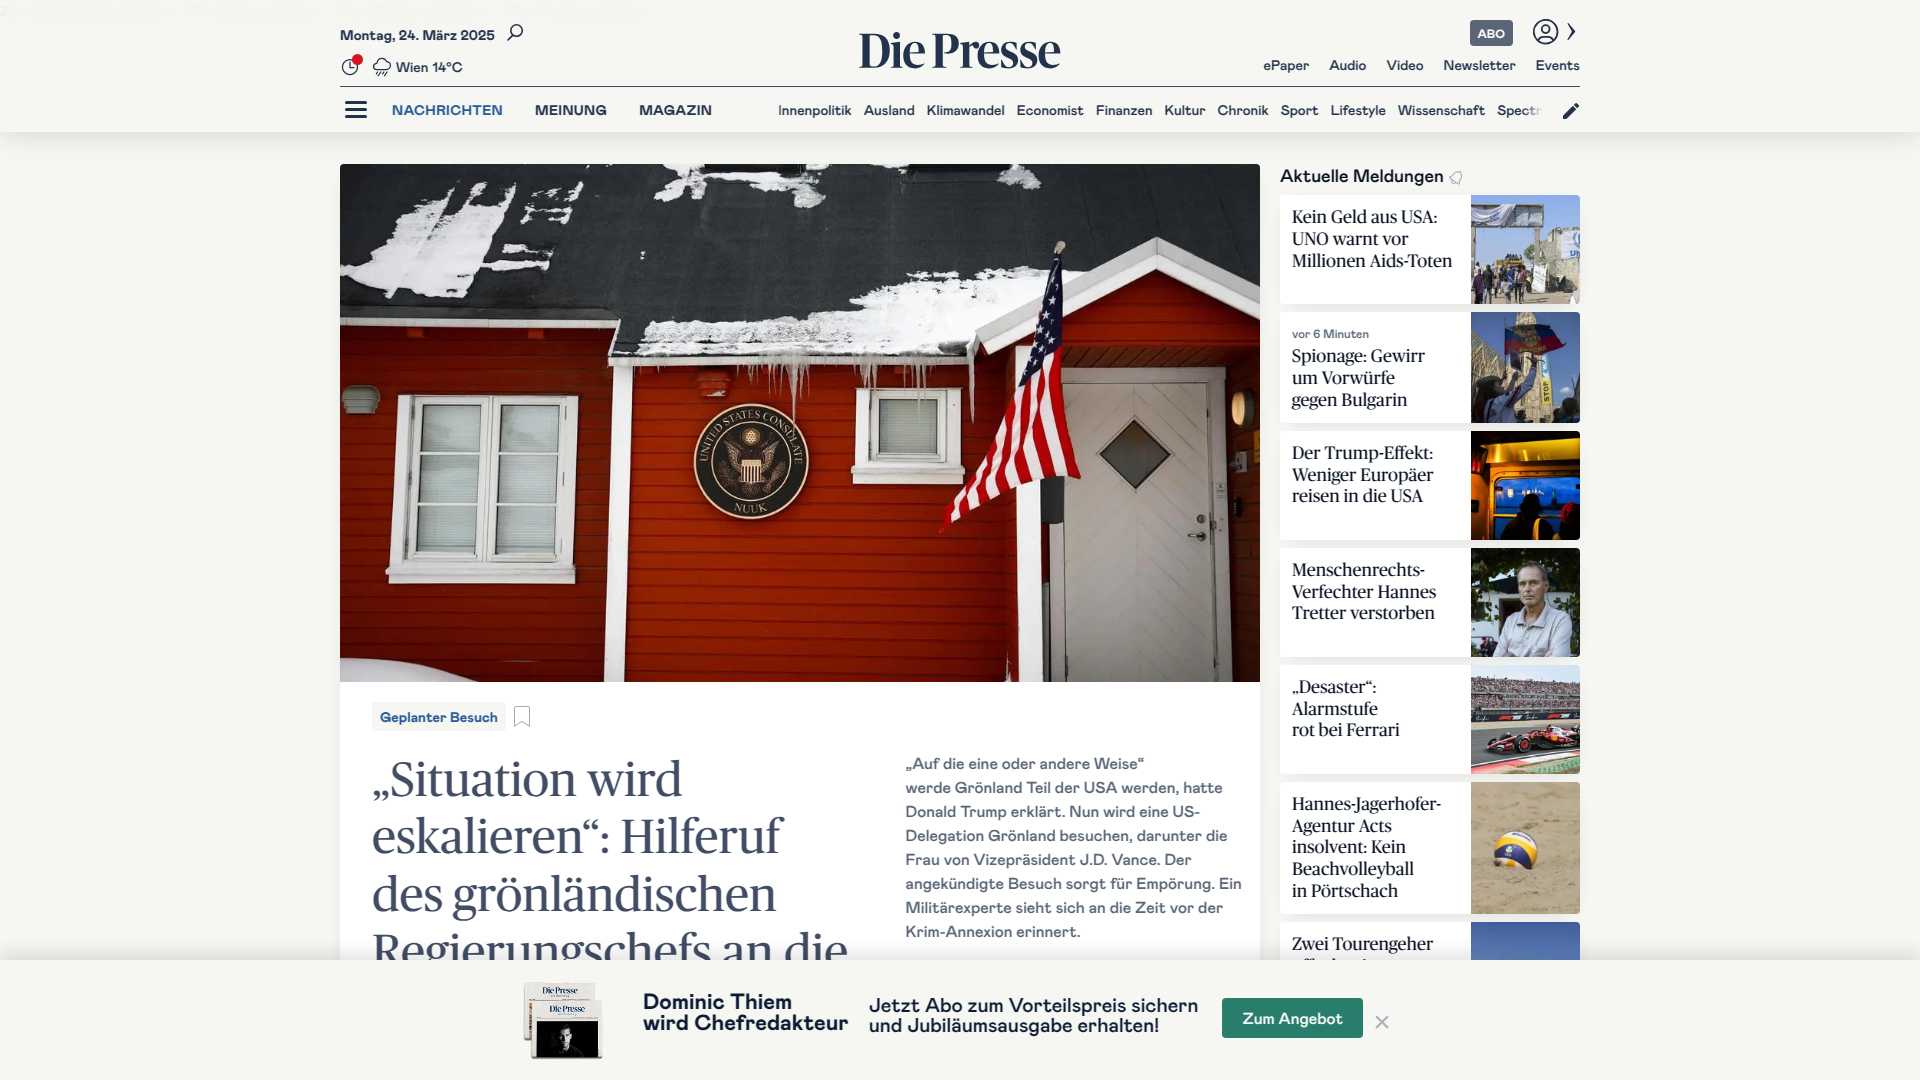 Montag, 24. März 2025
Wien 14°C
Die Presse
ABO
ePaper Audio Video Newsletter Events
NACHRICHTEN MEINUNG MAGAZIN
Innenpolitik Ausland Klimawandel Economist Finanzen Kultur Chronik Sport Lifestyle Wissenschaft Spectr
UNITED STATES CONSULATE
NUUK
Geplanter Besuch
„Situation wird
eskalieren“: Hilferuf
des grönländischen
Regierungschefs an die
„Auf die eine oder andere Weise“
werde Grönland Teil der USA werden, hatte
Donald Trump erklärt. Nun wird eine US-
Delegation Grönland besuchen, darunter die
Frau von Vizepräsident J.D. Vance. Der
angekündigte Besuch sorgt für Empörung. Ein
Militärexperte sieht sich an die Zeit vor der
Krim-Annexion erinnert.
Aktuelle Meldungen
Kein Geld aus USA:
UNO warnt vor
Millionen Aids-Toten
vor 6 Minuten
Spionage: Gewirr
um Vorwürfe
gegen Bulgarin
STOP
Der Trump-Effekt:
Weniger Europäer
reisen in die USA
Menschenrechts-
Verfechter Hannes
Tretter verstorben
„Desaster“:
Alarmstufe
rot bei Ferrari
Hannes-Jagerhofer-
Agentur Acts
insolvent: Kein
Beachvolleyball
in Pörtschach
Zwei Tourengeher
Die Presse
Die Presse
Dominic Thiem
wird Chefredakteur
Jetzt Abo zum Vorteilspreis sichern
und Jubiläumsausgabe erhalten!
Zum Angebot